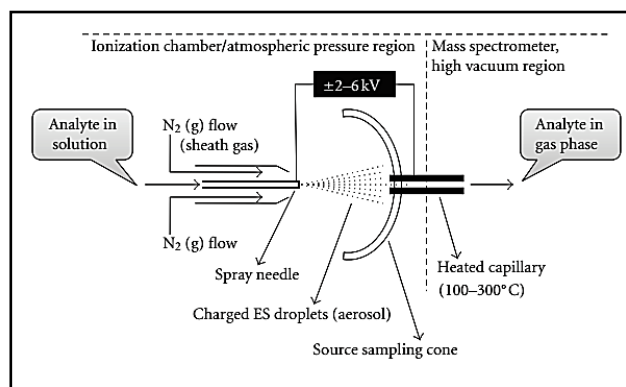 Ionization chamber/atmospheric pressure region
Mass spectrometer,
high vacuum region
±2–6 kV
Analyte in
solution
N₂ (g) flow
(sheath gas)
Analyte in
gas phase
N₂ (g) flow
Spray needle
Heated capillary
(100–300°C)
Charged ES droplets (aerosol)
Source sampling cone